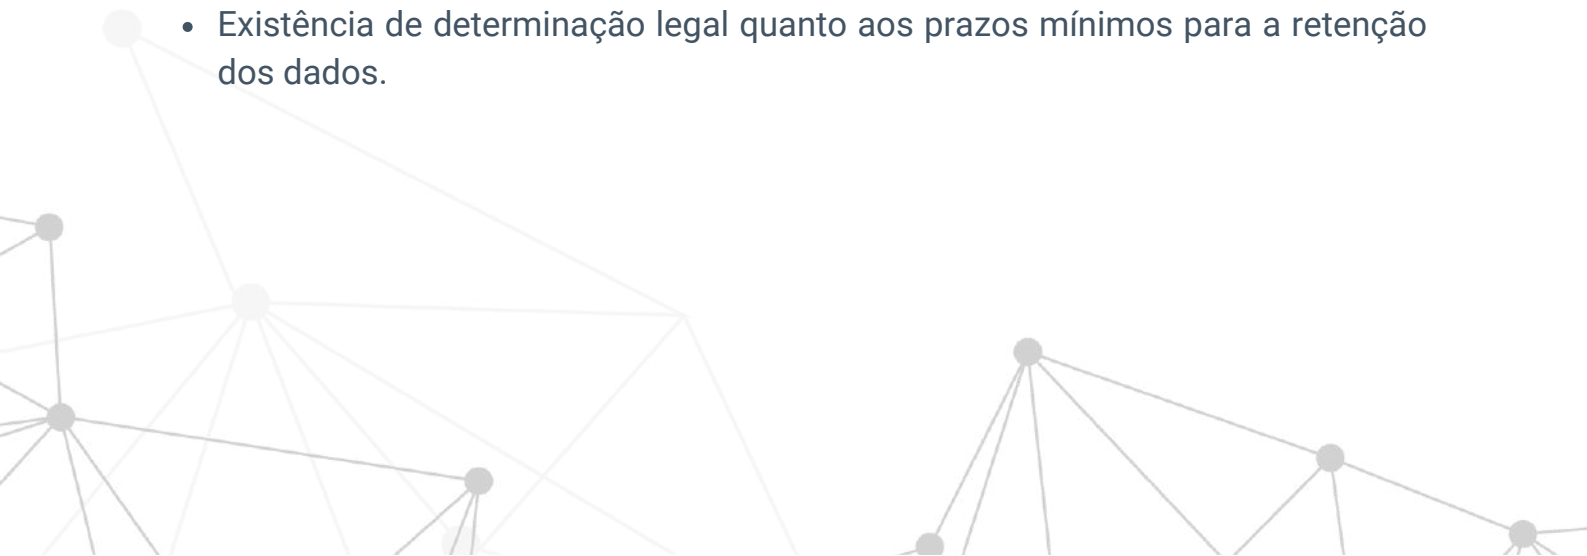 • Existência de determinação legal quanto aos prazos mínimos para a retenção
dos dados.